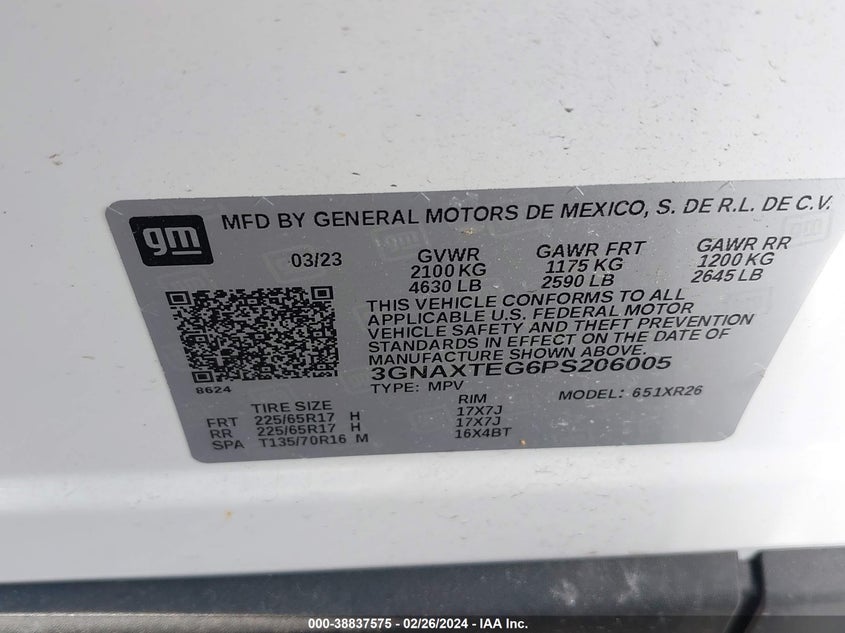 gm
MFD BY GENERAL MOTORS DE MEXICO, S. DE R.L. DE C.V.
03/23 GVWR GAWR FRT GAWR RR
2100 KG 1175 KG 1200 KG
4630 LB 2590 LB 2645 LB
THIS VEHICLE CONFORMS TO ALL
APPLICABLE U.S. FEDERAL MOTOR
VEHICLE SAFETY AND THEFT PREVENTION
STANDARDS IN EFFECT ON THE DATE OF
MANUFACTURE SHOWN ABOVE.
3GNAXTEG6PS206005
8624 TYPE: MPV MODEL: 651XR26
TIRE SIZE RIM
FRT 225/65R17 H 17X7J
RR 225/65R17 H 17X7J
SPA T135/70R16 M 16X4BT
000-38837575 - 02/26/2024 - IAA Inc.